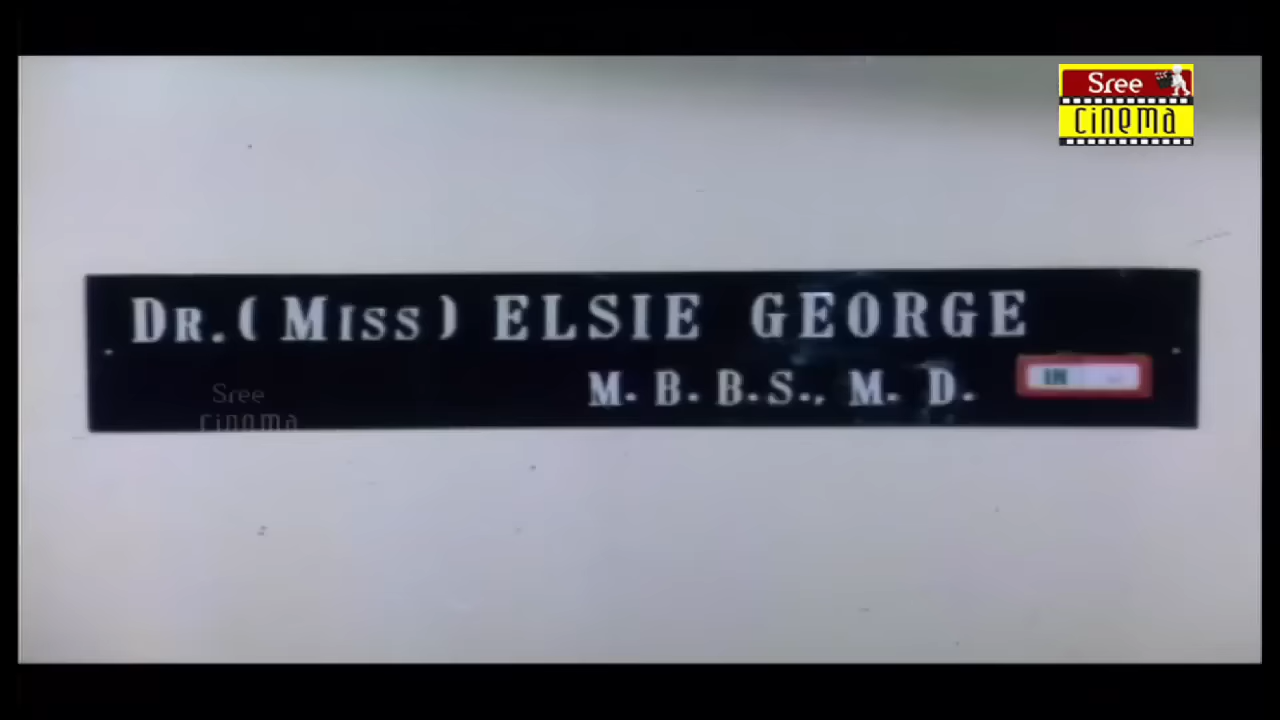 Sree
cinema
DR. ( MISS ) ELSIE GEORGE
M. B. B. S., M. D.
IN
Sree
cinema